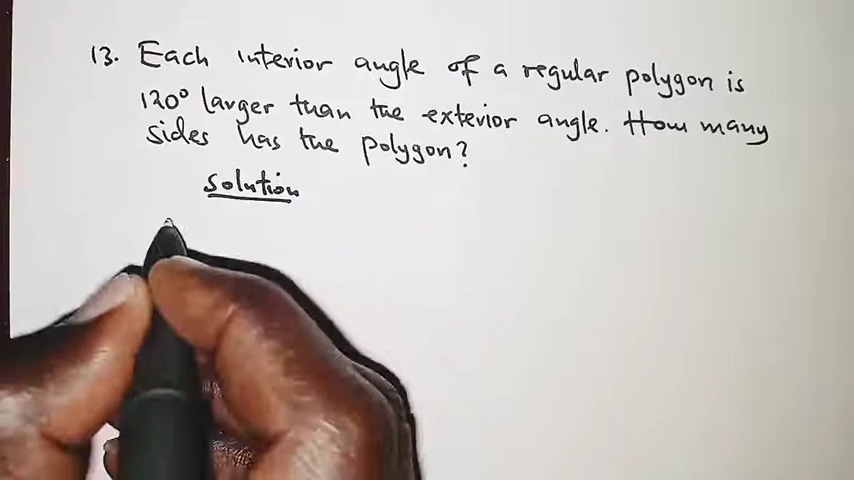 13. Each interior angle of a regular polygon is
120° larger than the exterior angle. How many
sides has the polygon?
Solution